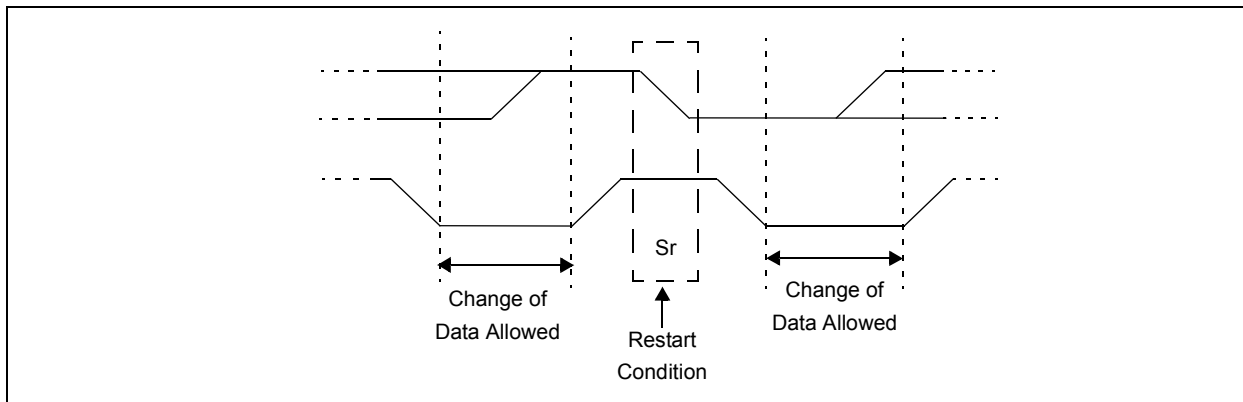 Sr
Change of
Data Allowed
Restart
Condition
Change of
Data Allowed